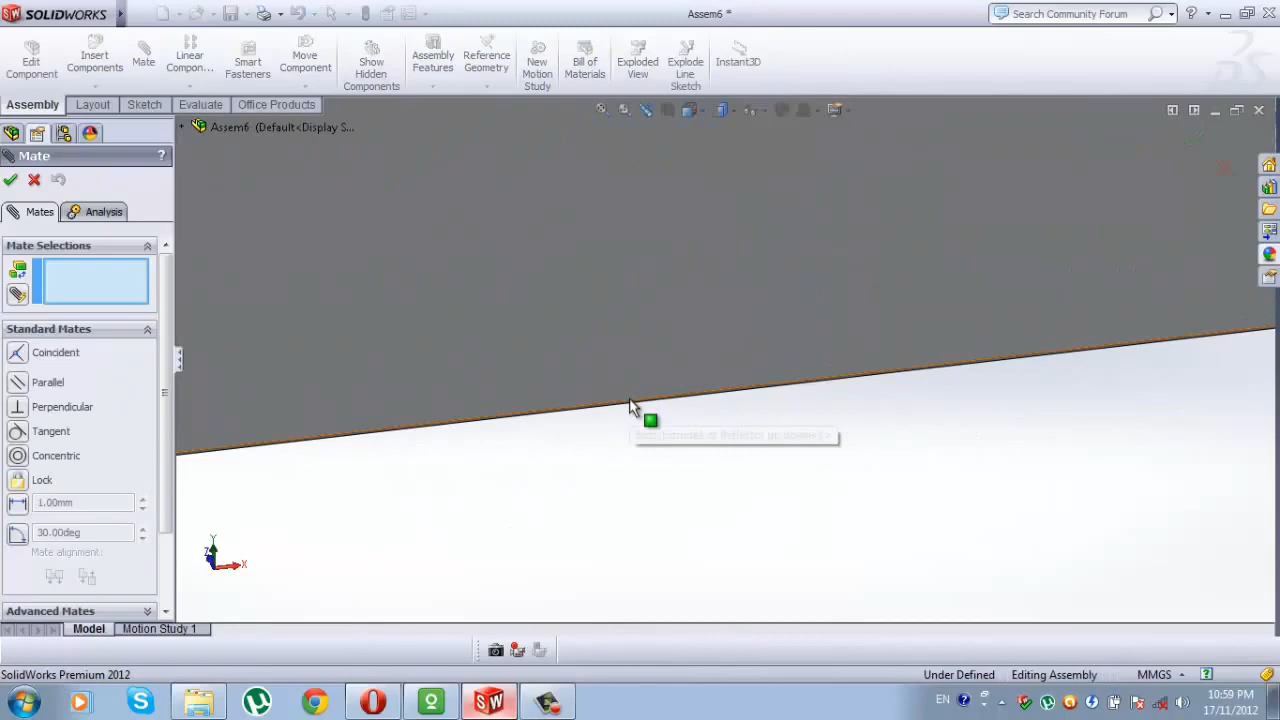 SOLIDWORKS
Assem6 *
Search Community Forum
Edit Component
Insert Components
Mate
Linear Compon...
Smart Fasteners
Move Component
Show Hidden Components
Assembly Features
Reference Geometry
New Motion Study
Bill of Materials
Exploded View
Explode Line Sketch
Instant3D
Assembly
Layout
Sketch
Evaluate
Office Products
Assem6 (Default<Display S...
Mate
?
Mates
Analysis
Mate Selections
Standard Mates
Coincident
Parallel
Perpendicular
Tangent
Concentric
Lock
1.00mm
30.00deg
Mate alignment:
Advanced Mates
Y
Z
X
Model
Motion Study 1
SolidWorks Premium 2012
Under Defined
Editing Assembly
MMGS
?
EN
10:59 PM
17/11/2012